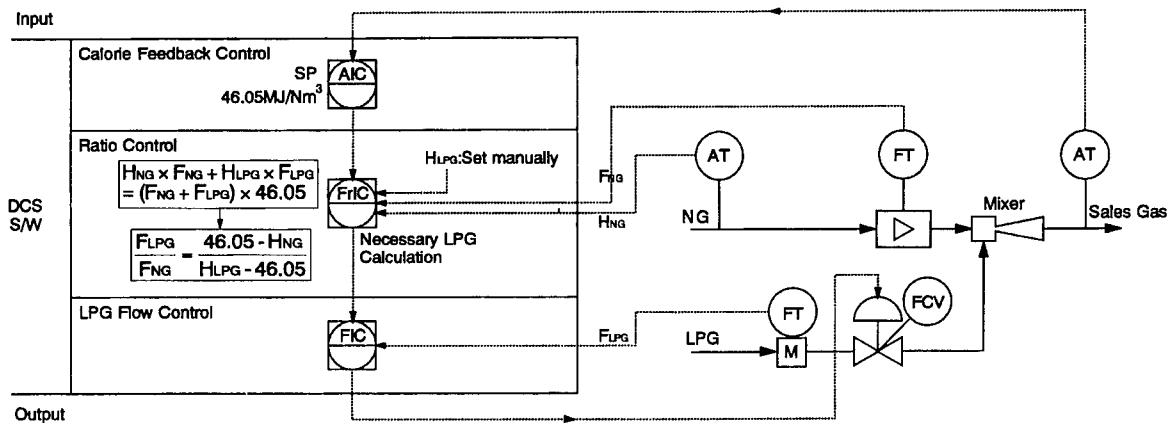 Input
DCS
S/W
Output
Calorie Feedback Control
SP
46.05MJ/Nm³
AIC
Ratio Control
HNG × FNG + HLPG × FLPG
= (FNG + FLPG) × 46.05
FLPG
FNG
=
46.05 - HNG
HLPG - 46.05
HLPG:Set manually
FrIC
Necessary LPG
Calculation
LPG Flow Control
FIC
FNG
HNG
FLPG
AT
FT
AT
NG
Mixer
Sales Gas
FT
FCV
LPG
M